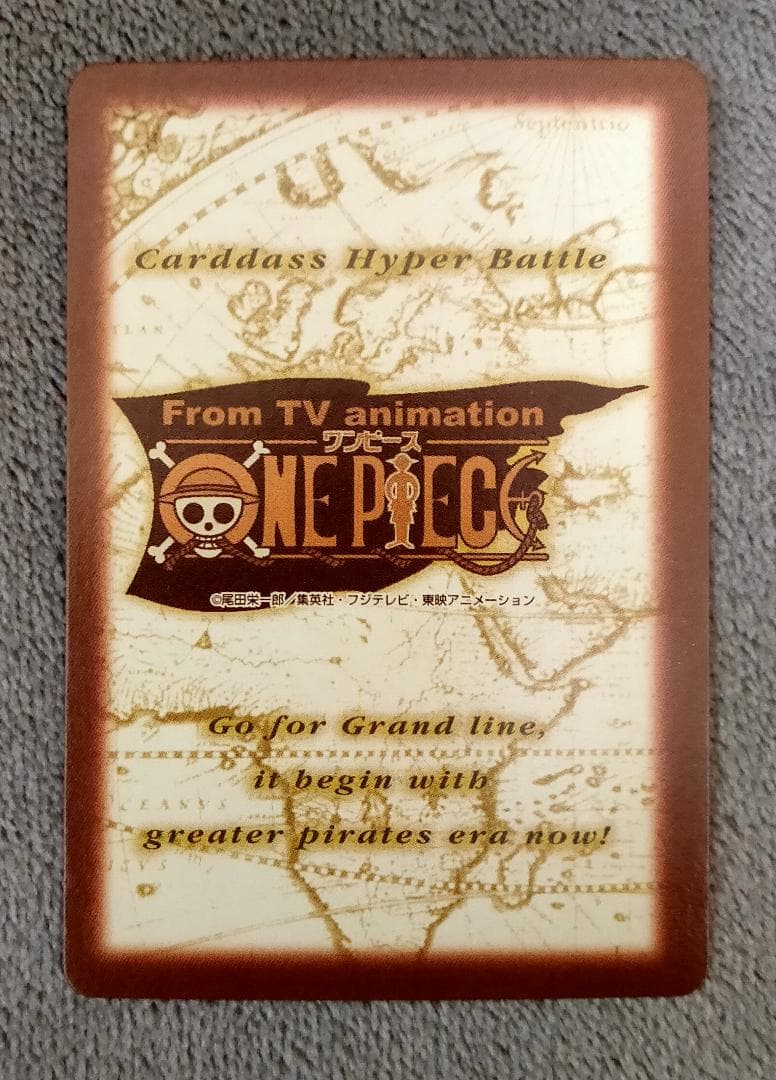 Septentrio
Carddass Hyper Battle
From TV animation
ワンピース
ONE PIECE
©尾田栄一郎／集英社・フジテレビ・東映アニメーション
Go for Grand line,
it begin with
greater pirates era now!